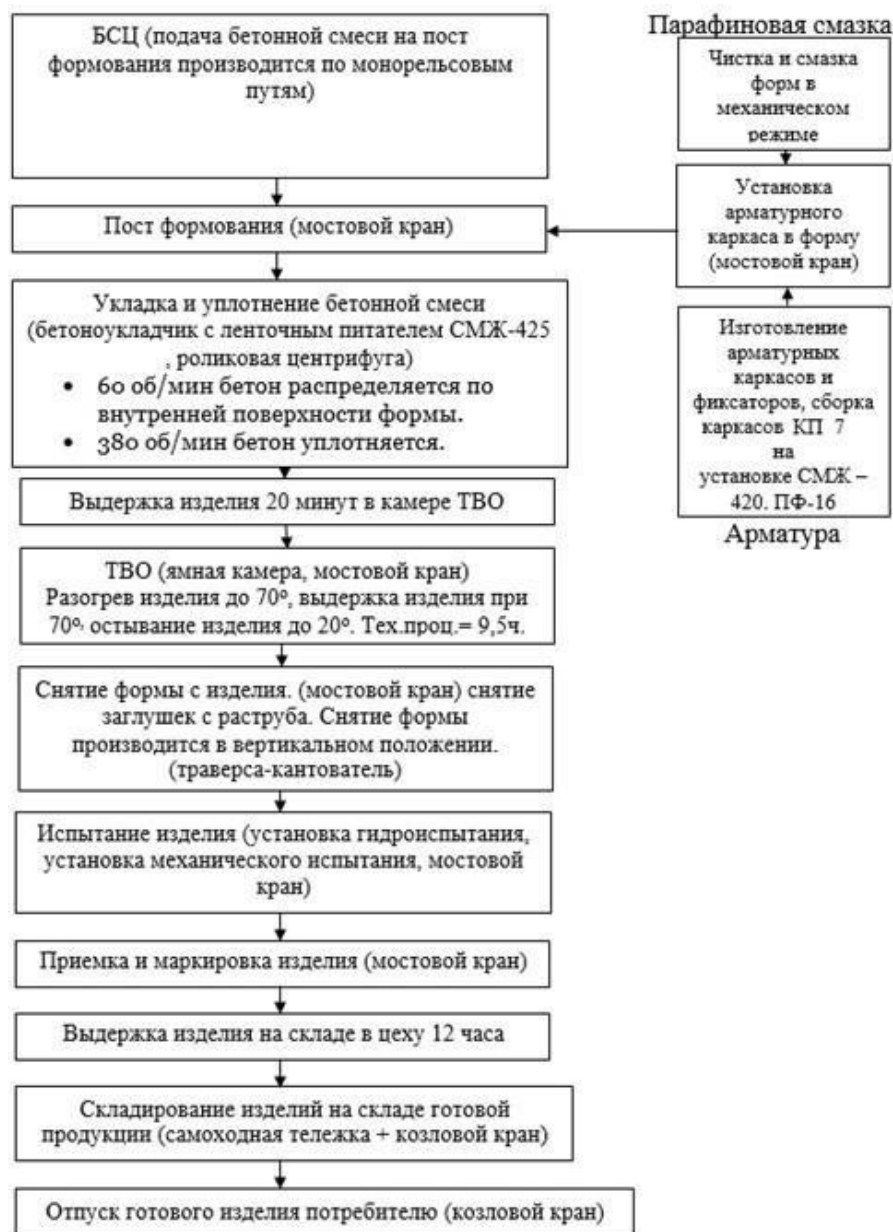 БСЦ (подача бетонной смеси на пост
формования производится по монорельсовым
путям)
Парафиновая смазка
Чистка и смазка
форм в
механическом
режиме
Установка
арматурного
каркаса в форму
(мостовой кран)
Пост формования (мостовой кран)
Укладка и уплотнение бетонной смеси
(бетоноукладчик с ленточным питателем СМЖ-425
, роликовая центрифуга)
• 60 об/мин бетон распределяется по
внутренней поверхности формы.
• 380 об/мин бетон уплотняется.
Изготовление
арматурных
каркасов и
фиксаторов, сборка
каркасов КП 7
на
установке СМЖ –
420. ПФ-16
Арматура
Выдержка изделия 20 минут в камере ТВО
ТВО (ямная камера, мостовой кран)
Разогрев изделия до 70°, выдержка изделия при
70°, остывание изделия до 20°. Тех.проц.= 9,5ч.
Снятие формы с изделия. (мостовой кран) снятие
заглушек с раструба. Снятие формы
производится в вертикальном положении.
(траверса-кантователь)
Испытание изделия (установка гидроиспытания,
установка механического испытания, мостовой
кран)
Приемка и маркировка изделия (мостовой кран)
Выдержка изделия на складе в цеху 12 часа
Складирование изделий на складе готовой
продукции (самоходная тележка + козловой кран)
Отпуск готового изделия потребителю (козловой кран)